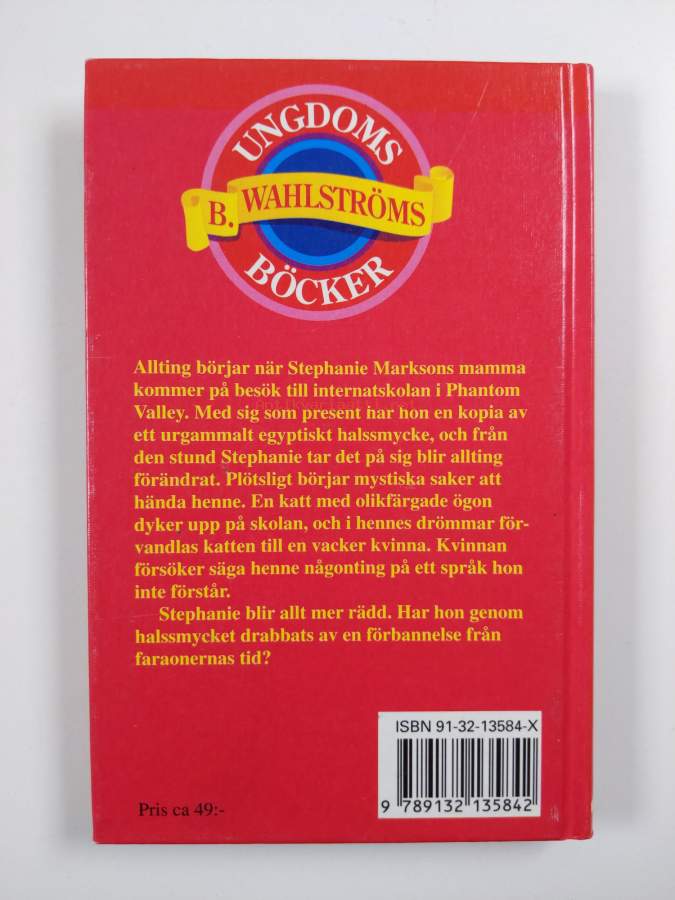 UNGDOMS
B. WAHLSTRÖMS
BÖCKER
Allting börjar när Stephanie Marksons mamma
kommer på besök till internatskolan i Phantom
Valley. Med sig som present har hon en kopia av
ett urgammalt egyptiskt halssmycke, och från
den stund Stephanie tar det på sig blir allting
förändrat. Plötsligt börjar mystiska saker att
hända henne. En katt med olikfärgade ögon
dyker upp på skolan, och i hennes drömmar för-
vandlas katten till en vacker kvinna. Kvinnan
försöker säga henne någonting på ett språk hon
inte förstår.
Stephanie blir allt mer rädd. Har hon genom
halssmycket drabbats av en förbannelse från
faraonernas tid?
ISBN 91-32-13584-X
9 789132 135842
Pris ca 49:-